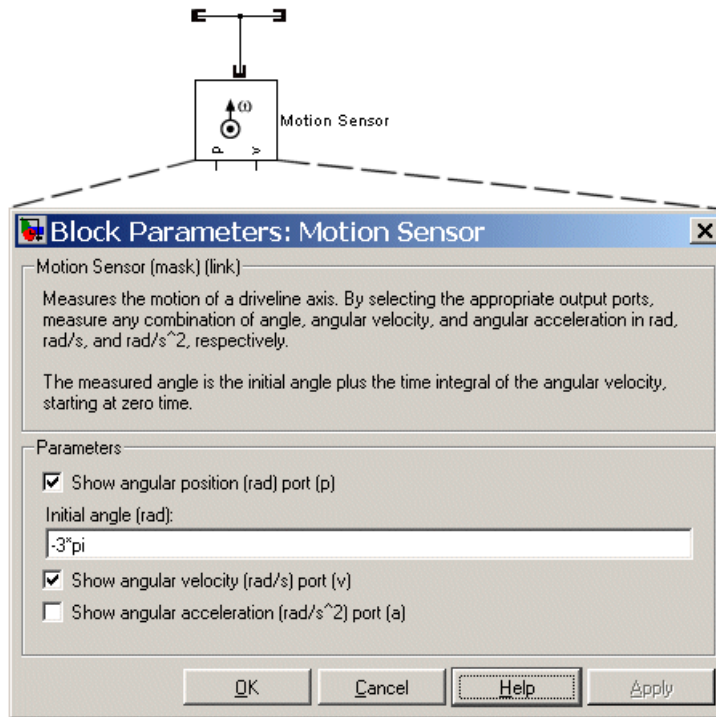 ω
p v
Motion Sensor
Block Parameters: Motion Sensor
Motion Sensor (mask) (link)
Measures the motion of a driveline axis. By selecting the appropriate output ports,
measure any combination of angle, angular velocity, and angular acceleration in rad,
rad/s, and rad/s^2, respectively.
The measured angle is the initial angle plus the time integral of the angular velocity,
starting at zero time.
Parameters
Show angular position (rad) port (p)
Initial angle (rad):
-3*pi
Show angular velocity (rad/s) port (v)
Show angular acceleration (rad/s^2) port (a)
OK Cancel Help Apply